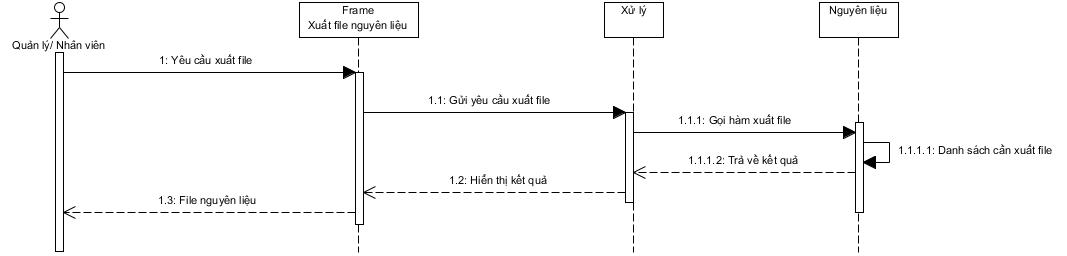 Frame
Xuất file nguyên liệu
Xử lý
Nguyên liệu
Quản lý/ Nhân viên
1: Yêu cầu xuất file
1.1: Gửi yêu cầu xuất file
1.1.1: Gọi hàm xuất file
1.1.1.1: Danh sách cần xuất file
1.1.1.2: Trả về kết quả
1.2: Hiển thị kết quả
1.3: File nguyên liệu